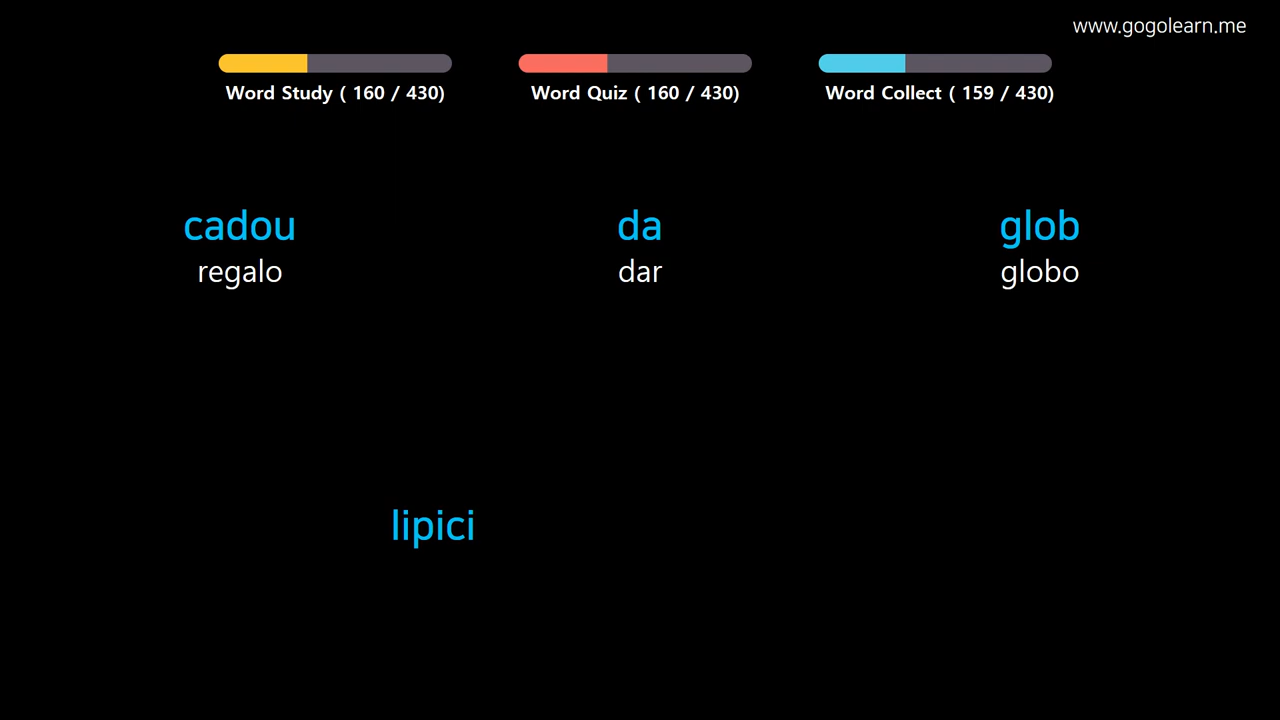 www.gogolearn.me
Word Study ( 160 / 430)
Word Quiz ( 160 / 430)
Word Collect ( 159 / 430)
cadou
da
glob
regalo
dar
globo
lipici